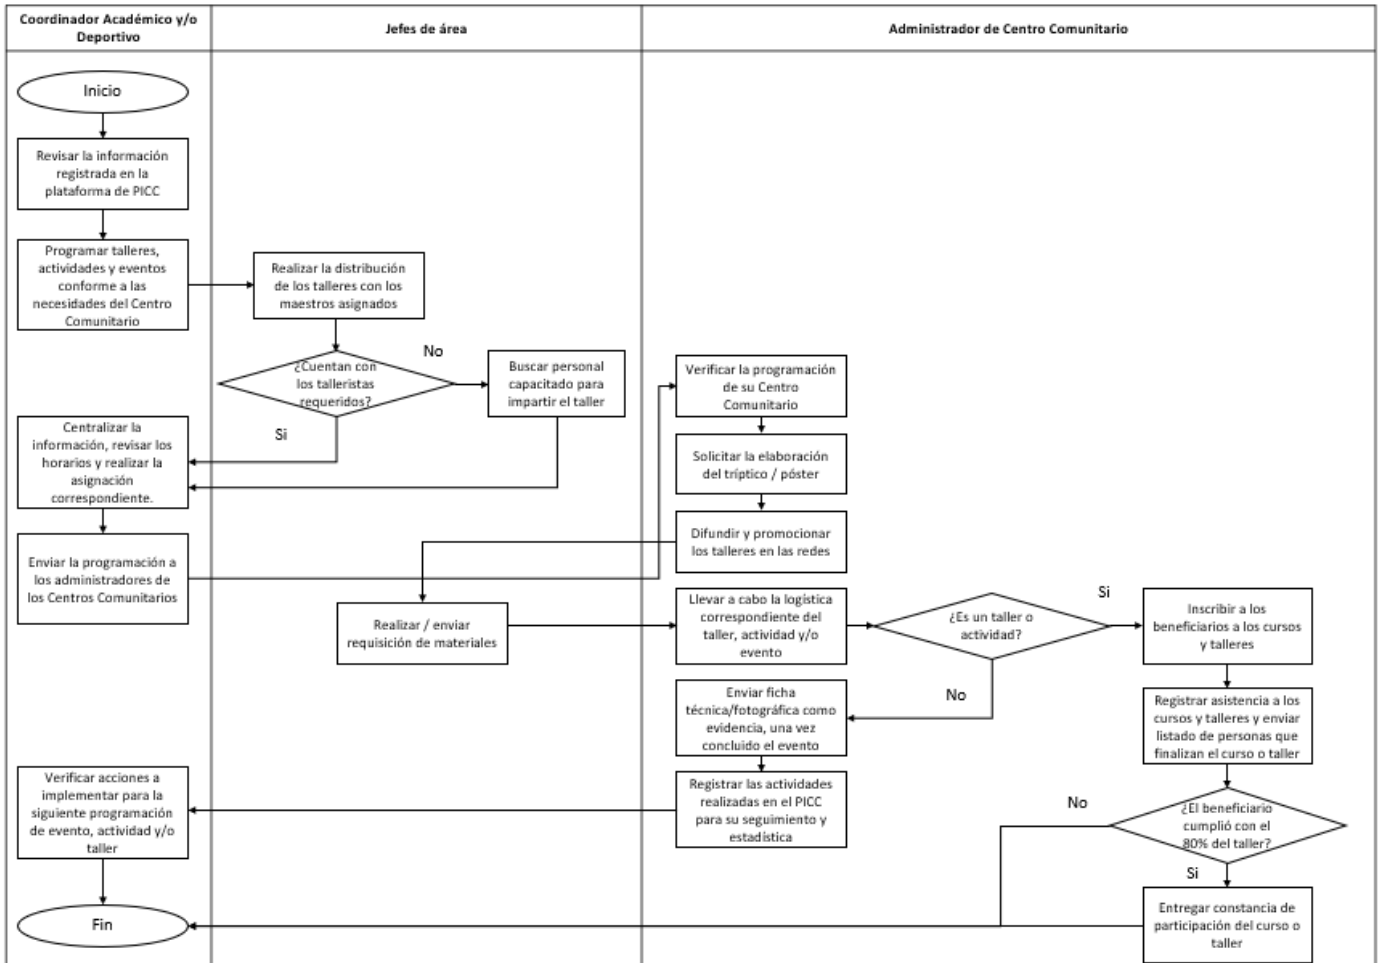 Coordinador Académico y/o
Deportivo
Jefes de área
Administrador de Centro Comunitario
Inicio
Revisar la información
registrada en la
plataforma de PICC
Programar talleres,
actividades y eventos
conforme a las
necesidades del Centro
Comunitario
Realizar la distribución
de los talleres con los
maestros asignados
¿Cuentan con
los talleristas
requeridos?
No
Si
Buscar personal
capacitado para
impartir el taller
Centralizar la
información, revisar los
horarios y realizar la
asignación
correspondiente.
Enviar la programación a
los administradores de
los Centros Comunitarios
Verificar la programación
de su Centro
Comunitario
Solicitar la elaboración
del tríptico / póster
Difundir y promocionar
los talleres en las redes
Realizar / enviar
requisición de materiales
Llevar a cabo la logística
correspondiente del
taller, actividad y/o
evento
¿Es un taller o
actividad?
Si
No
Inscribir a los
beneficiarios a los cursos
y talleres
Enviar ficha
técnica/fotográfica como
evidencia, una vez
concluido el evento
Registrar asistencia a los
cursos y talleres y enviar
listado de personas que
finalizan el curso o taller
Registrar las actividades
realizadas en el PICC
para su seguimiento y
estadística
Verificar acciones a
implementar para la
siguiente programación
de evento, actividad y/o
taller
¿El beneficiario
cumplió con el
80% del taller?
No
Si
Entregar constancia de
participación del curso o
taller
Fin